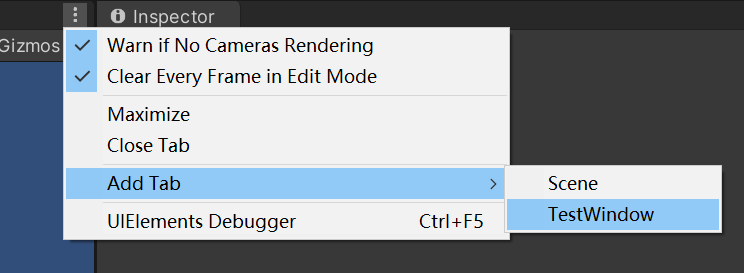 Inspector
Gizmos
Warn if No Cameras Rendering
Clear Every Frame in Edit Mode
Maximize
Close Tab
Add Tab
Scene
TestWindow
UIElements Debugger Ctrl+F5